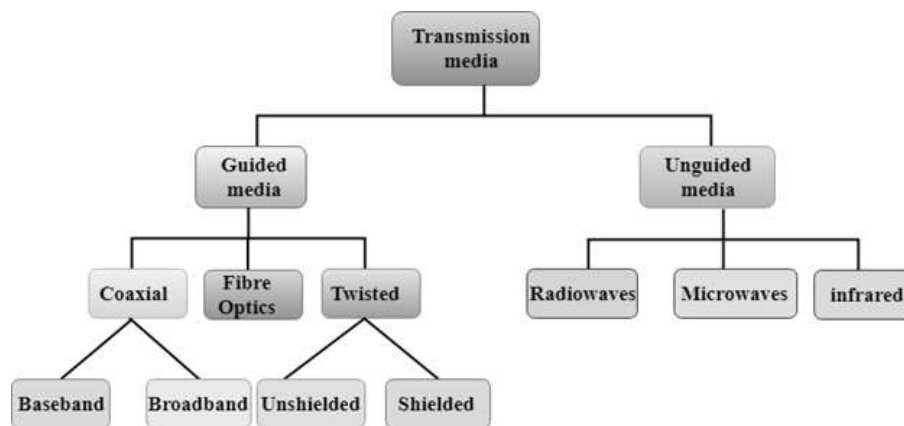 Transmission
media
Guided
media
Unguided
media
Coaxial
Fibre
Optics
Twisted
Radiowaves
Microwaves
infrared
Baseband
Broadband
Unshielded
Shielded